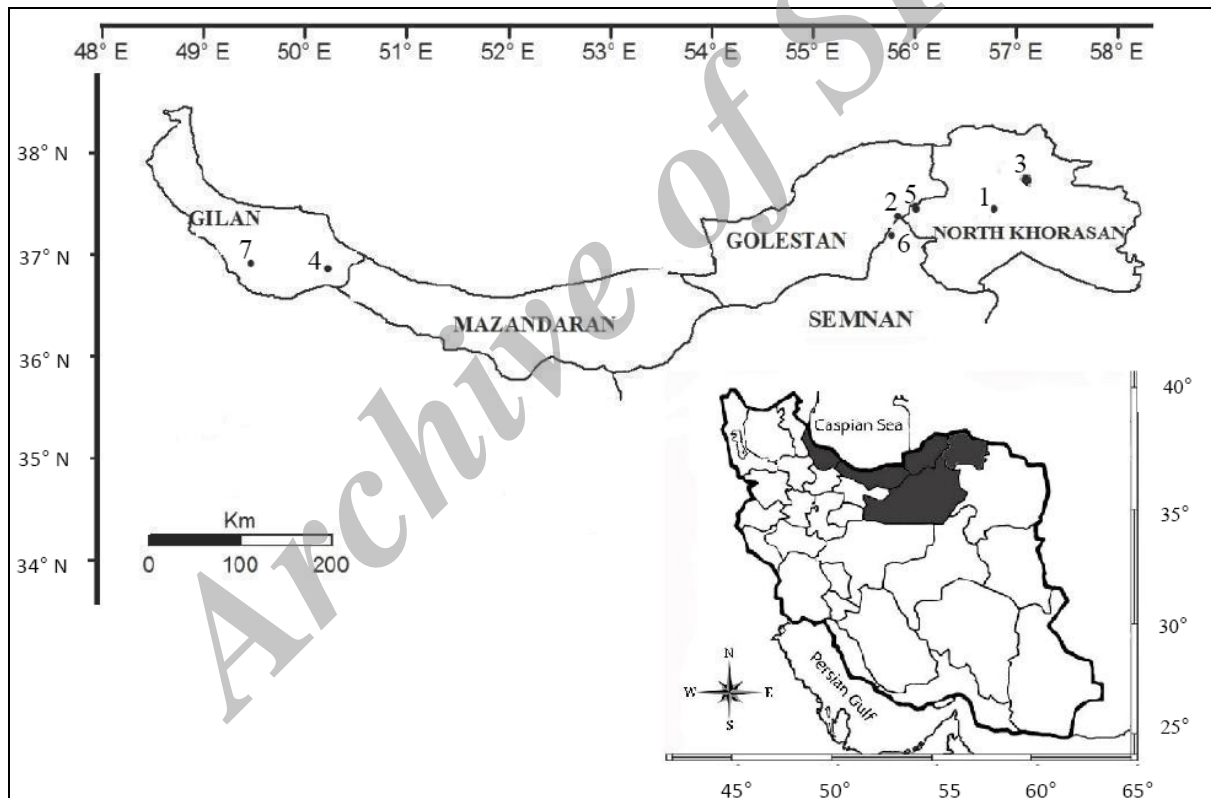 48° E 49° E 50° E 51° E 52° E 53° E 54° E 55° E 56° E 57° E 58° E
38° N
37° N
36° N
35° N
34° N
GILAN
7
4
MAZANDARAN
GOLESTAN
2
5
6
1
3
NORTH KHORASAN
SEMNAN
Km
0 100 200
Caspian Sea
Persian Gulf
N
W E
S
40°
35°
30°
25°
45° 50° 55 60° 65°
Archive of S